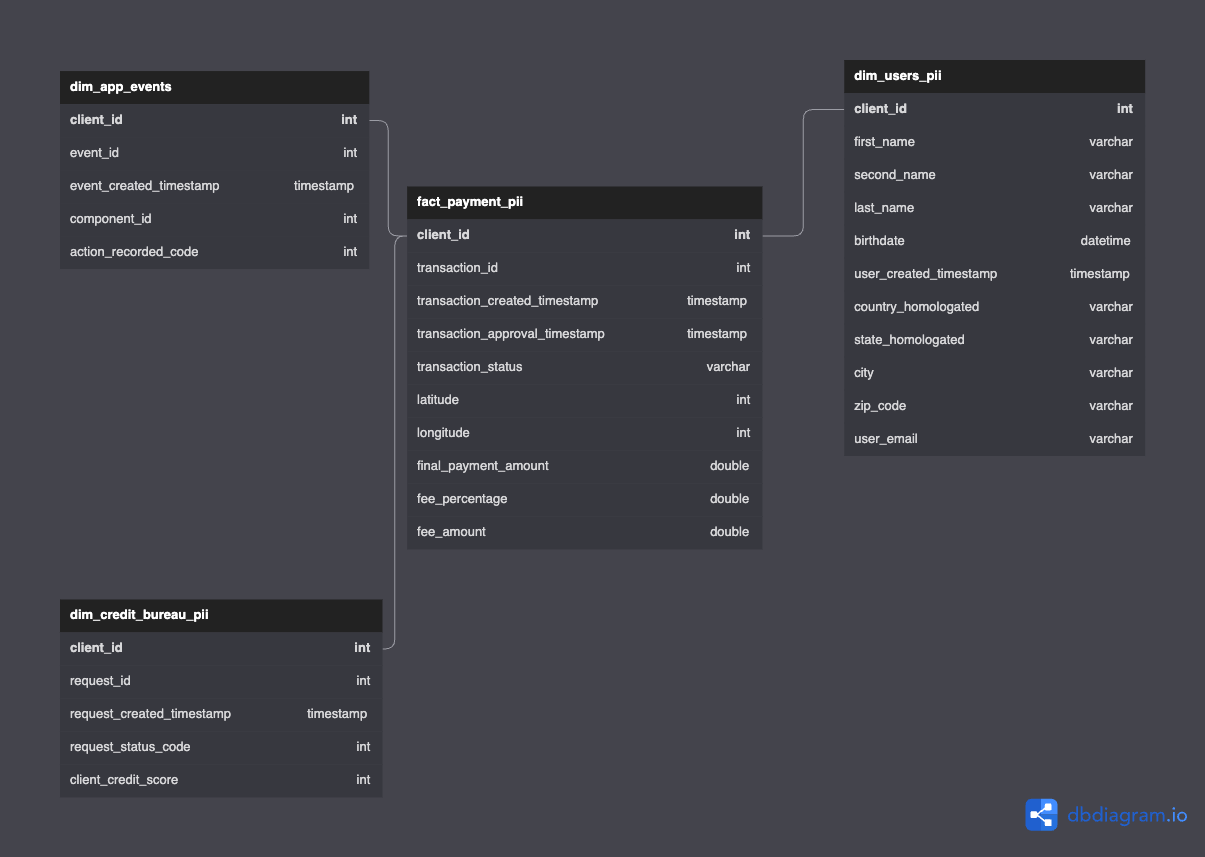 dim_app_events
client_id int
event_id int
event_created_timestamp timestamp
component_id int
action_recorded_code int
fact_payment_pii
client_id int
transaction_id int
transaction_created_timestamp timestamp
transaction_approval_timestamp timestamp
transaction_status varchar
latitude int
longitude int
final_payment_amount double
fee_percentage double
fee_amount double
dim_users_pii
client_id int
first_name varchar
second_name varchar
last_name varchar
birthdate datetime
user_created_timestamp timestamp
country_homologated varchar
state_homologated varchar
city varchar
zip_code varchar
user_email varchar
dim_credit_bureau_pii
client_id int
request_id int
request_created_timestamp timestamp
request_status_code int
client_credit_score int
dbdiagram.io